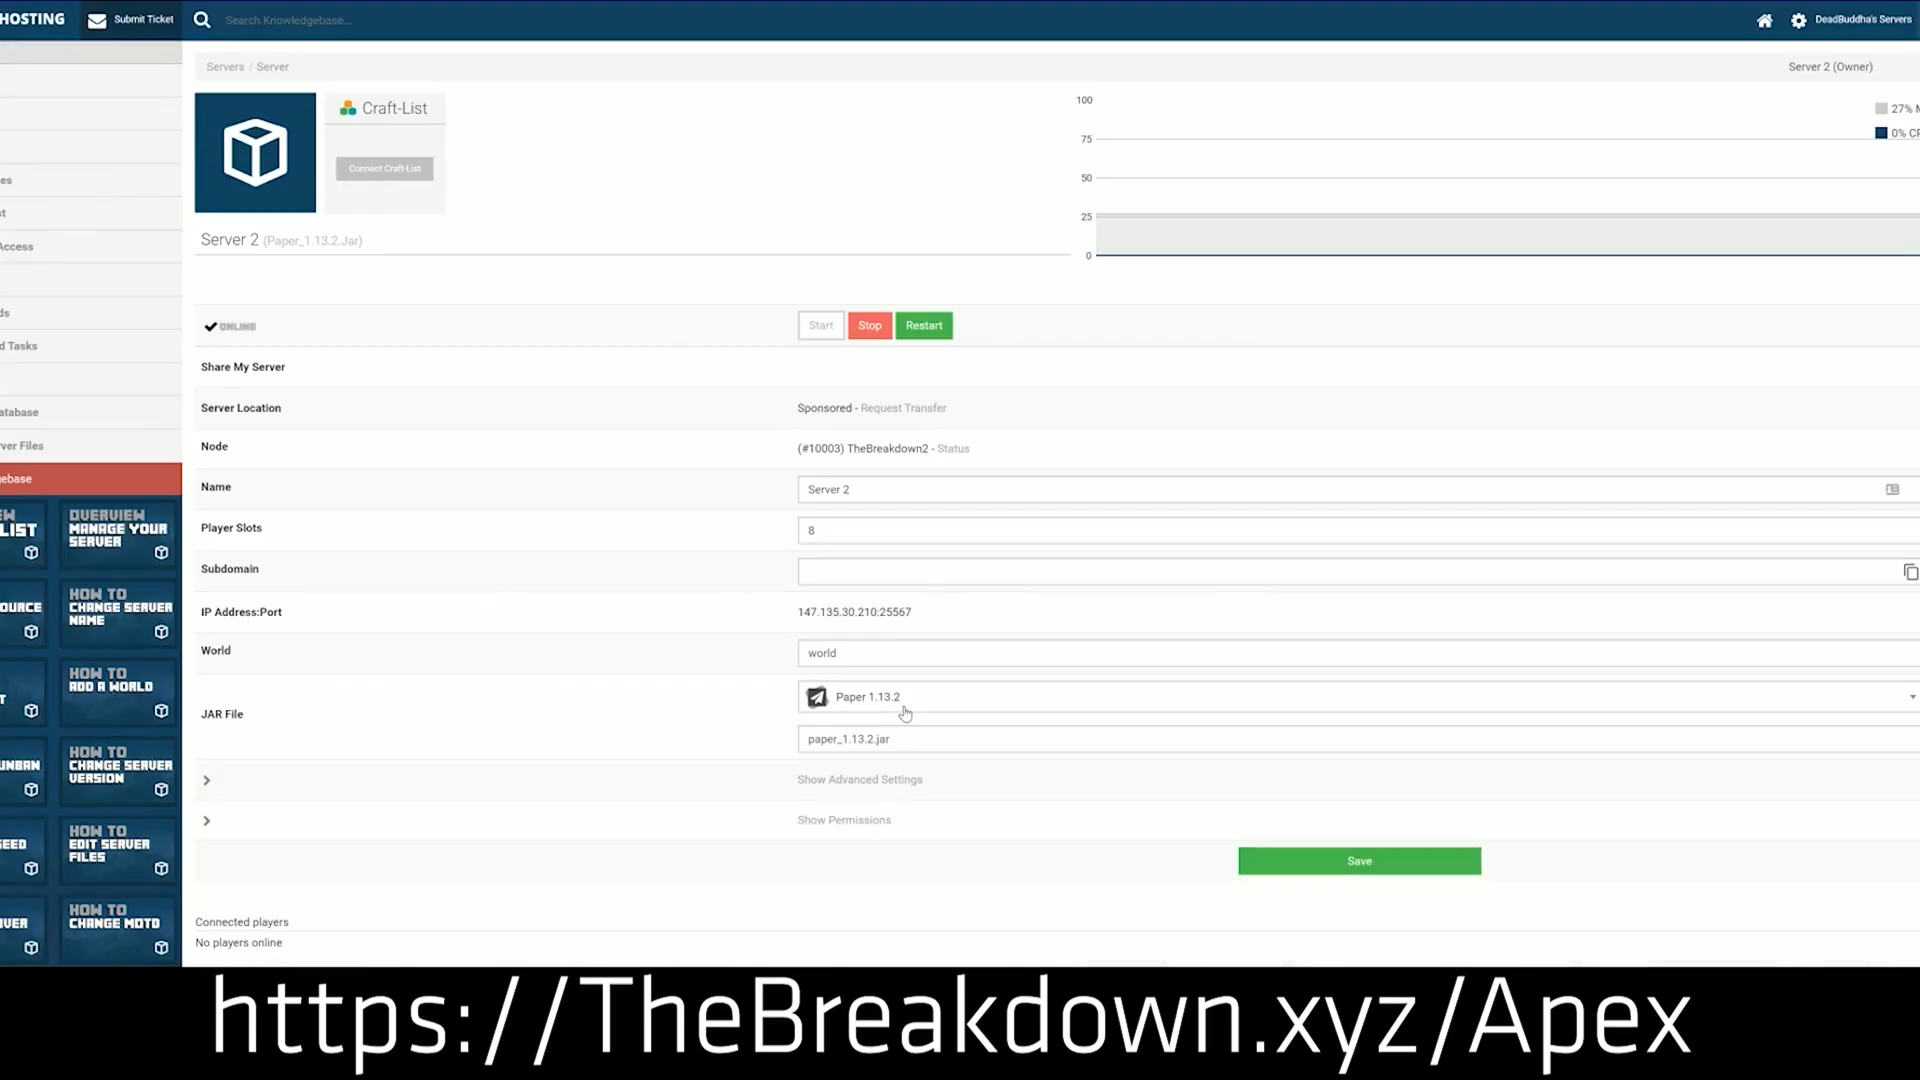 HOSTING Submit Ticket Search Knowledgebase... DeadBuddha's Servers
Servers / Server Server 2 (Owner)
Craft-List
Connect Craft-List
100
75
50
25
0
27% M
0% CP
Server 2 (Paper_1.13.2.Jar)
es
st
Access
ds
d Tasks
atabase
ver Files
gebase
ONLINE Start Stop Restart
Share My Server
Server Location Sponsored - Request Transfer
Node (#10003) TheBreakdown2 - Status
Name Server 2
Player Slots 8
Subdomain
IP Address:Port 147.135.30.210:25567
World world
JAR File Paper 1.13.2
paper_1.13.2.jar
Show Advanced Settings
Show Permissions
Save
Connected players
No players online
EW
LIST
OVERVIEW
MANAGE YOUR
SERVER
OURCE
HOW TO
CHANGE SERVER
NAME
T
HOW TO
ADD A WORLD
UNBAN
HOW TO
CHANGE SERVER
VERSION
SEED
HOW TO
EDIT SERVER
FILES
VER
HOW TO
CHANGE MOTD
https://TheBreakdown.xyz/Apex